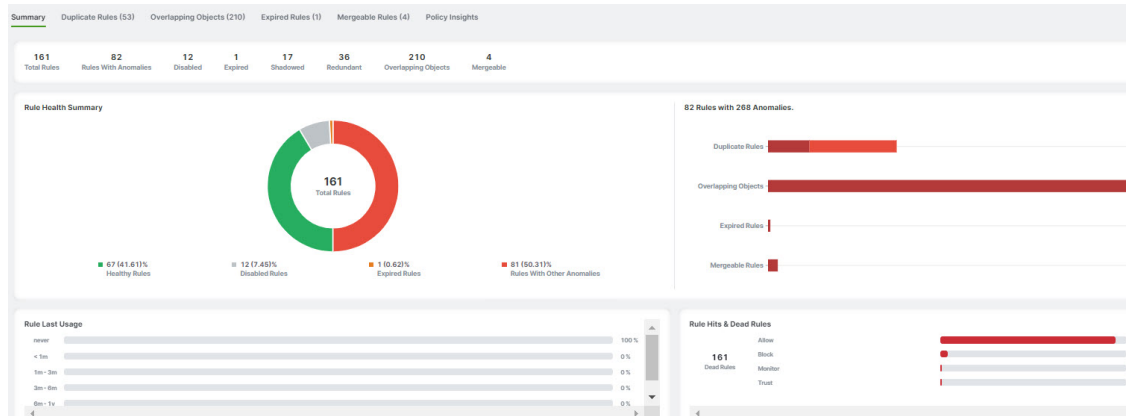 Summary Duplicate Rules (53) Overlapping Objects (210) Expired Rules (1) Mergeable Rules (4) Policy Insights
161 82 12 1 17 36 210 4
Total Rules Rules With Anomalies Disabled Expired Shadowed Redundant Overlapping Objects Mergeable
Rule Health Summary
161
Total Rules
67 (41.61)% 12 (7.45)% 1 (0.62)% 81 (50.31)%
Healthy Rules Disabled Rules Expired Rules Rules With Other Anomalies
82 Rules with 268 Anomalies.
Duplicate Rules
Overlapping Objects
Expired Rules
Mergeable Rules
Rule Last Usage
never 100 %
< 1m 0 %
1m - 3m 0 %
3m - 6m 0 %
6m - 1y 0 %
Rule Hits & Dead Rules
161
Dead Rules
Allow
Block
Monitor
Trust